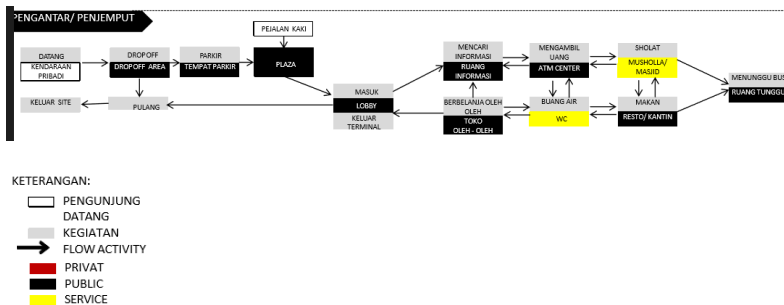 PENGANTAR/ PENJEMPUT
PEJALAN KAKI
DATANG
KENDARAAN
PRIBADI
DROP OFF
DROPOFF AREA
PARKIR
TEMPAT PARKIR
PLAZA
MENCARI
INFORMASI
RUANG
INFORMASI
MENGAMBIL
UANG
ATM CENTER
SHOLAT
MUSHOLLA/
MASJID
MENUNGGU BUS
RUANG TUNGGU
KELUAR SITE
PULANG
MASUK
LOBBY
KELUAR
TERMINAL
BERBELANJA OLEH
OLEH
TOKO
OLEH - OLEH
BUANG AIR
WC
MAKAN
RESTO/ KANTIN
KETERANGAN:
PENGUNJUNG
DATANG
KEGIATAN
FLOW ACTIVITY
PRIVAT
PUBLIC
SERVICE